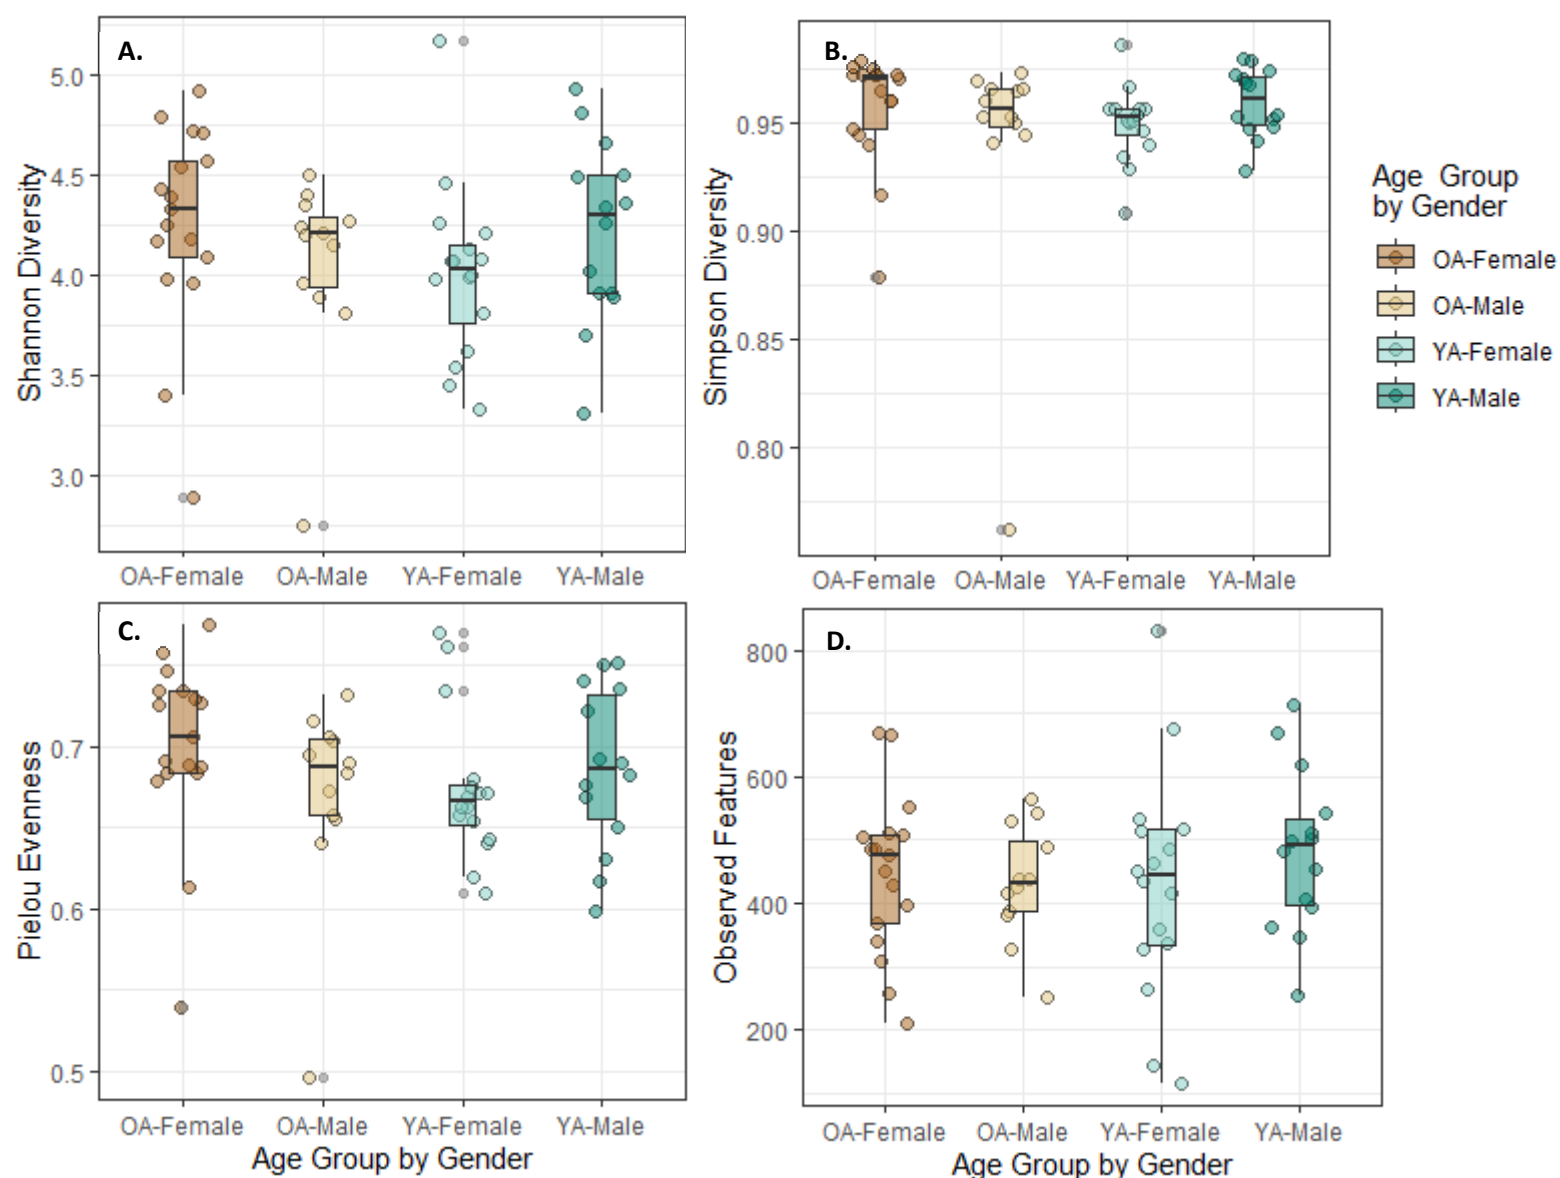 A.
5.0
4.5
4.0
3.5
3.0
Shannon Diversity
OA-Female OA-Male YA-Female YA-Male
B.
0.95
0.90
0.85
0.80
Simpson Diversity
OA-Female OA-Male YA-Female YA-Male
Age Group
by Gender
OA-Female
OA-Male
YA-Female
YA-Male
C.
0.7
0.6
0.5
Pielou Evenness
OA-Female OA-Male YA-Female YA-Male
Age Group by Gender
D.
800
600
400
200
Observed Features
OA-Female OA-Male YA-Female YA-Male
Age Group by Gender